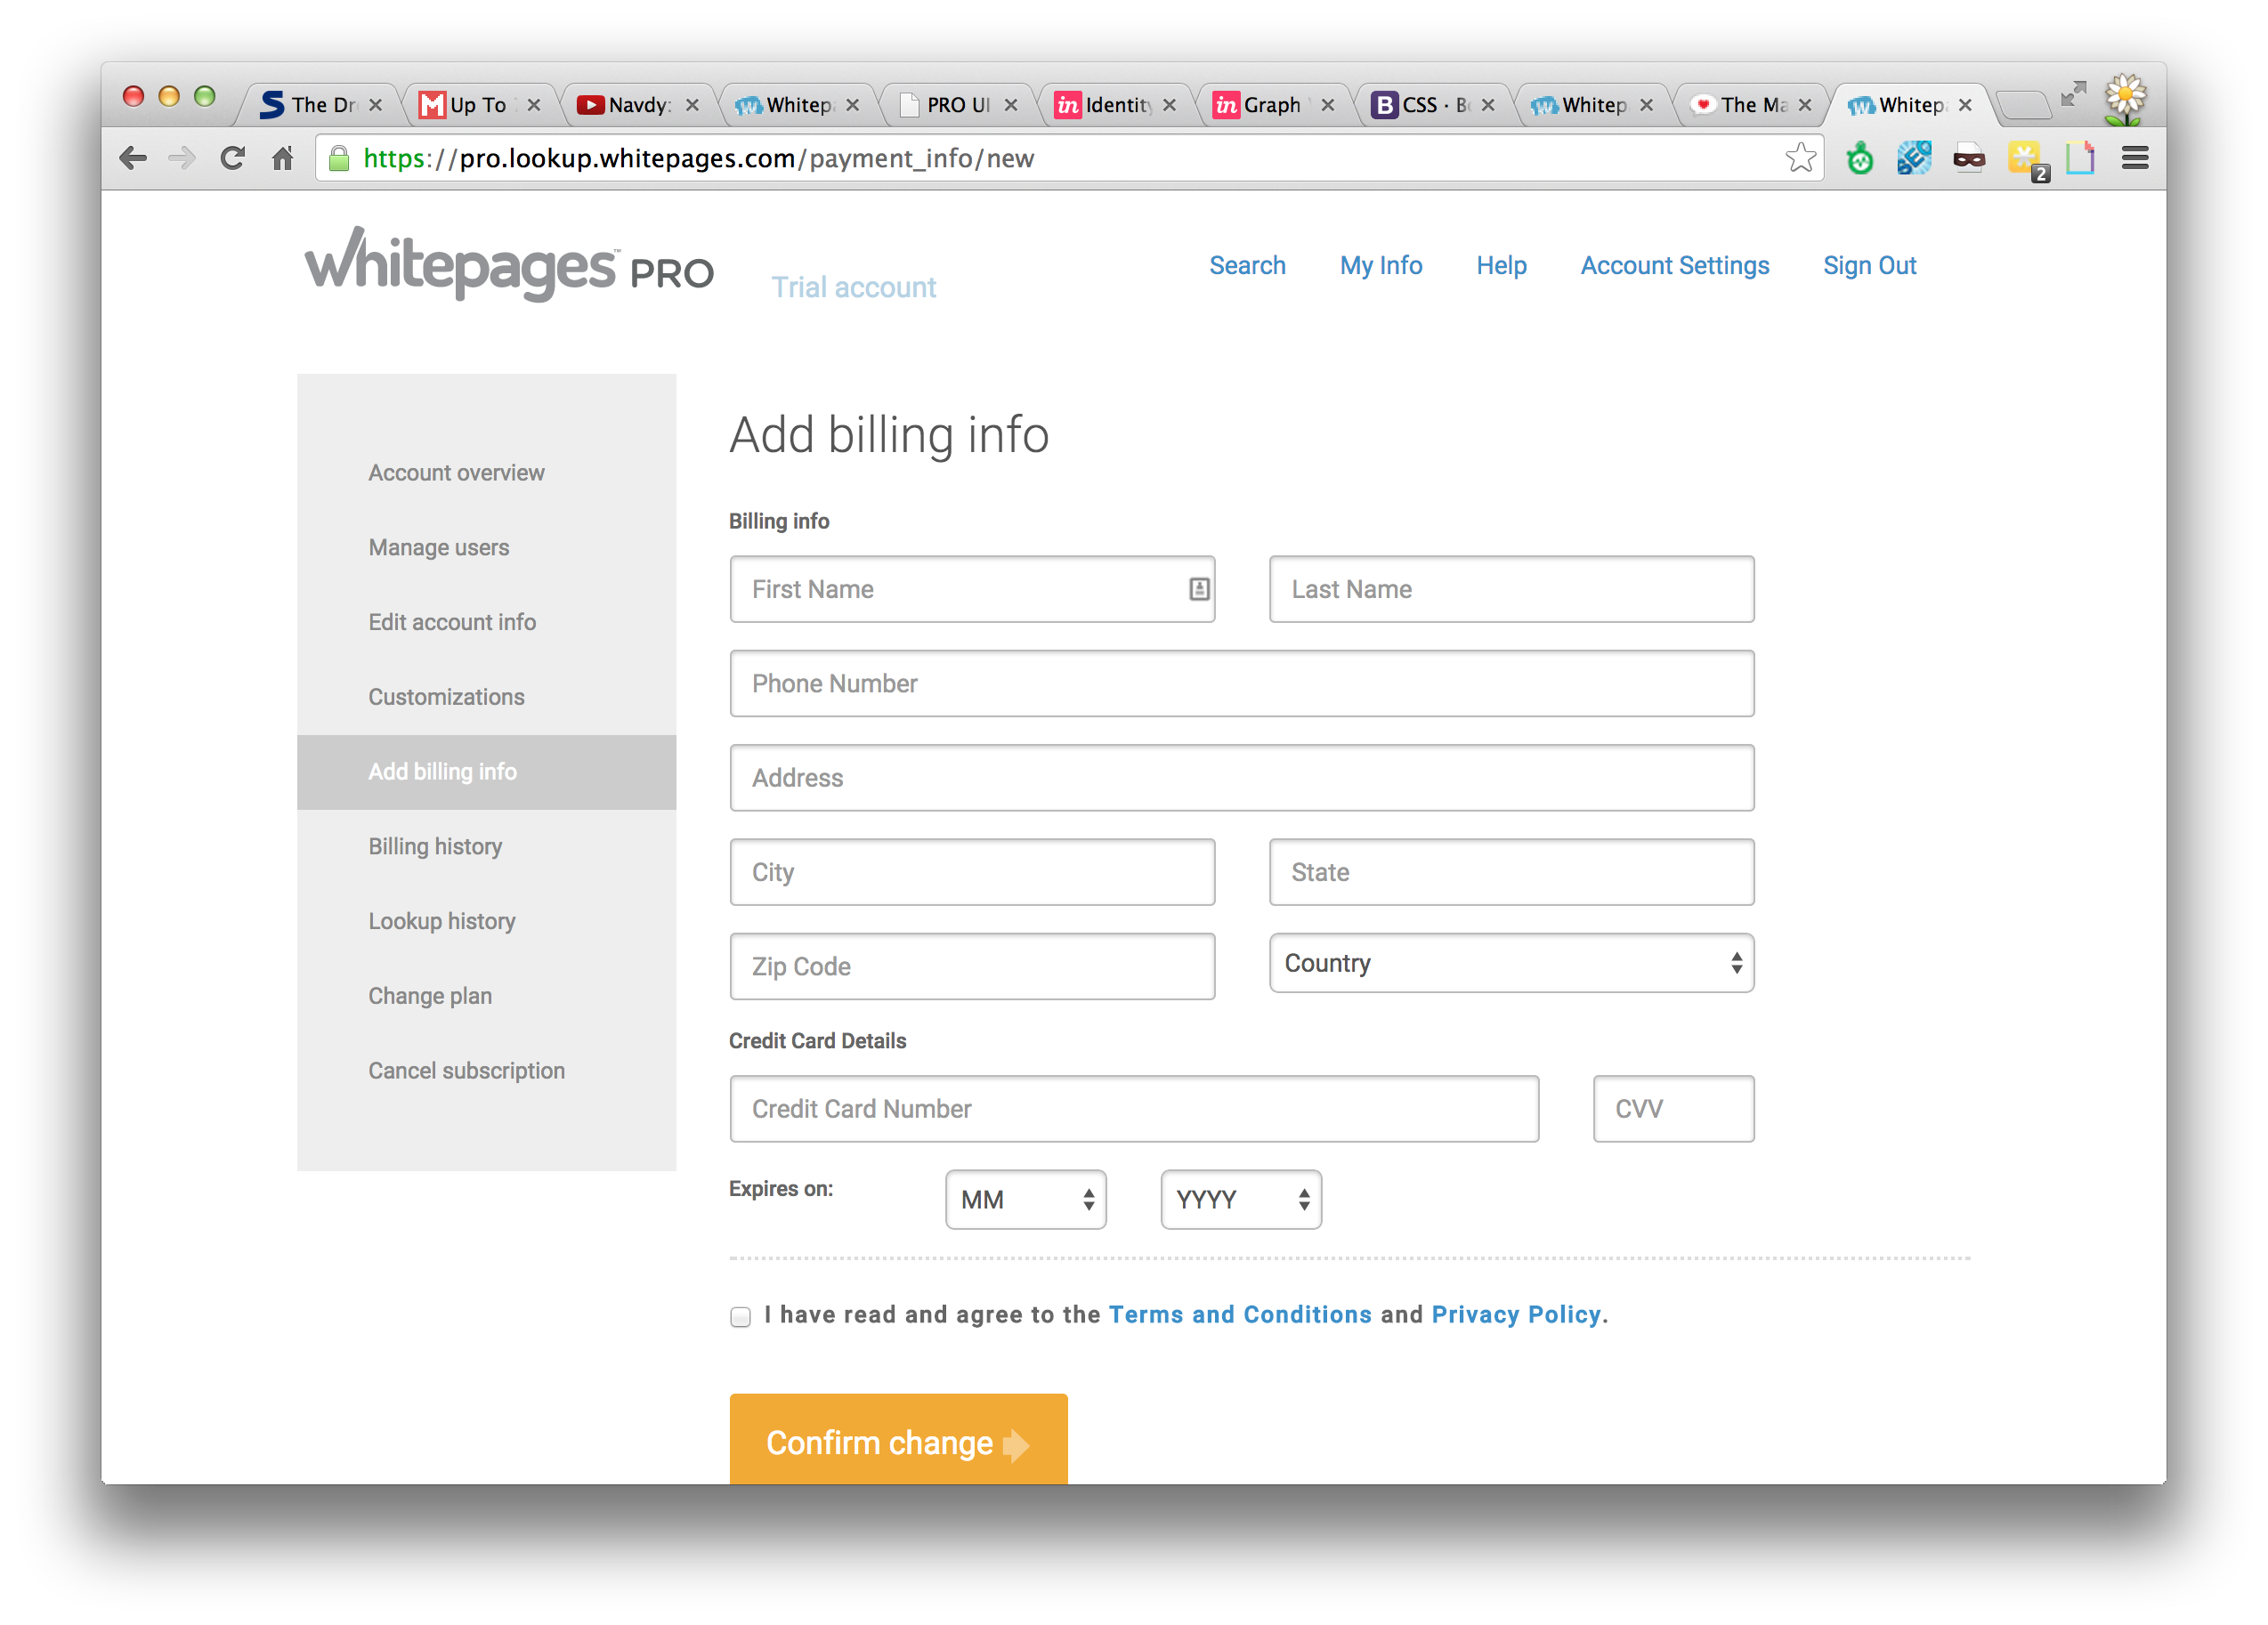 The Dr Up To Navdy: Whitep PRO UI Identity Graph CSS · B Whitep The Ma Whitep
https://pro.lookup.whitepages.com/payment_info/new
2
whitepages™ PRO Trial account Search My Info Help Account Settings Sign Out
Add billing info
Account overview
Manage users
Edit account info
Customizations
Add billing info
Billing history
Lookup history
Change plan
Cancel subscription
Billing info
First Name Last Name
Phone Number
Address
City State
Zip Code Country
Credit Card Details
Credit Card Number CVV
Expires on: MM YYYY
I have read and agree to the Terms and Conditions and Privacy Policy.
Confirm change